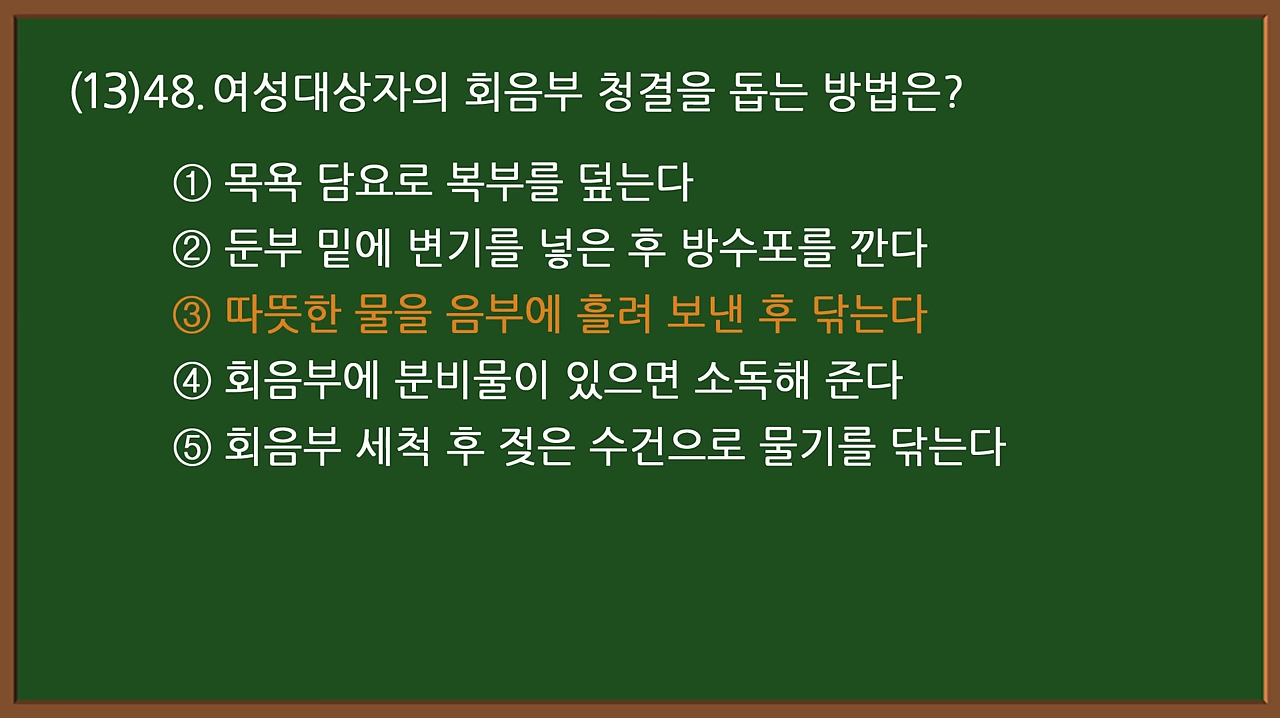 (13)48. 여성대상자의 회음부 청결을 돕는 방법은?
① 목욕 담요로 복부를 덮는다
② 둔부 밑에 변기를 넣은 후 방수포를 깐다
③ 따뜻한 물을 음부에 흘려 보낸 후 닦는다
④ 회음부에 분비물이 있으면 소독해 준다
⑤ 회음부 세척 후 젖은 수건으로 물기를 닦는다